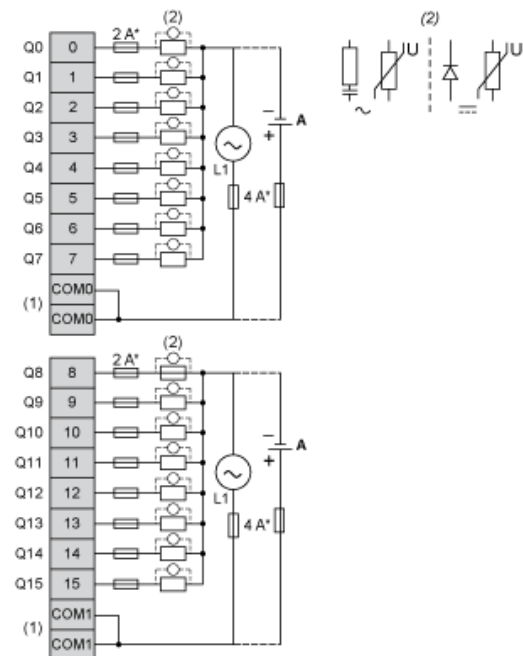 (2)
Q0 0 2 A*
Q1 1
Q2 2
Q3 3
Q4 4
Q5 5
Q6 6
Q7 7
(1) COM0
COM0
L1
4 A*
−
+
A
(2)
U
U
(2)
Q8 8 2 A*
Q9 9
Q10 10
Q11 11
Q12 12
Q13 13
Q14 14
Q15 15
(1) COM1
COM1
L1
4 A*
−
+
A